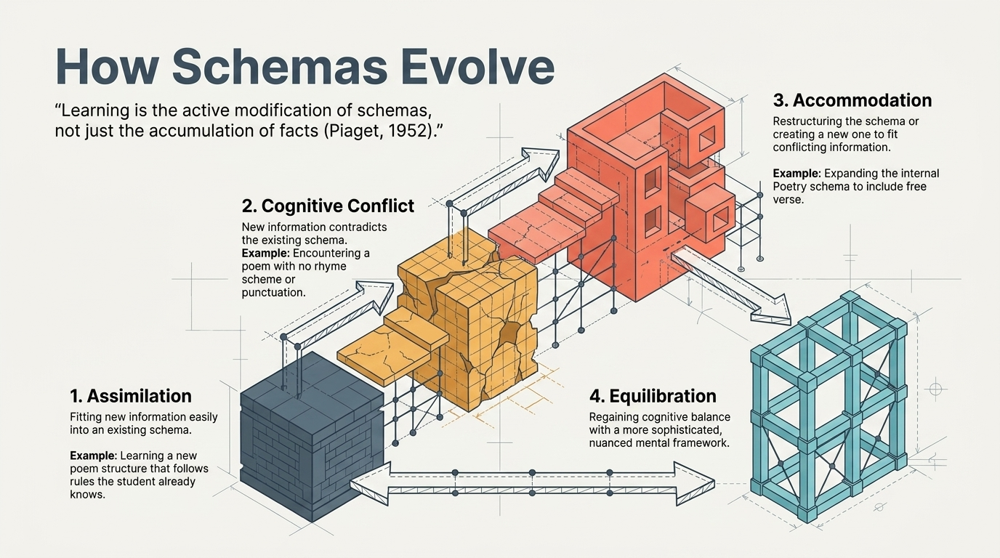 How Schemas Evolve
“Learning is the active modification of schemas,
not just the accumulation of facts (Piaget, 1952).”
1. Assimilation
Fitting new information easily
into an existing schema.
Example: Learning a new
poem structure that follows
rules the student already
knows.
2. Cognitive Conflict
New information contradicts
the existing schema.
Example: Encountering a
poem with no rhyme
scheme or
punctuation.
3. Accommodation
Restructuring the schema or
creating a new one to fit
conflicting information.
Example: Expanding the internal
Poetry schema to include free
verse.
4. Equilibration
Regaining cognitive balance
with a more sophisticated,
nuanced mental framework.